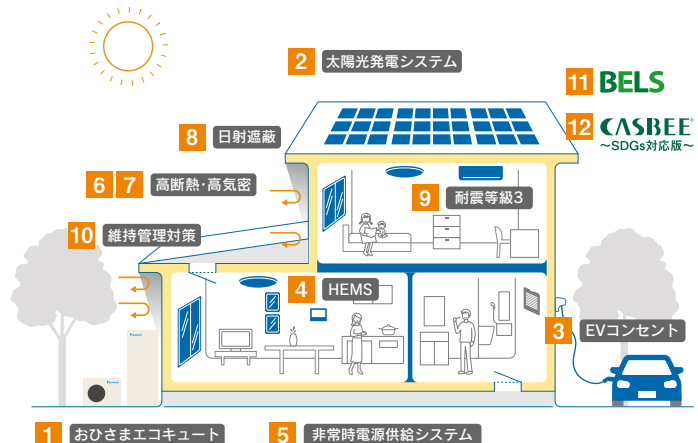 2 太陽光発電システム
11 BELS
12 CASBEE®
～SDGs対応版～
8 日射遮蔽
6 7 高断熱・高気密
9 耐震等級3
10 維持管理対策
4 HEMS
3 EVコンセント
DAIKIN
DAIKIN
1 おひさまエコキュート
5 非常時電源供給システム